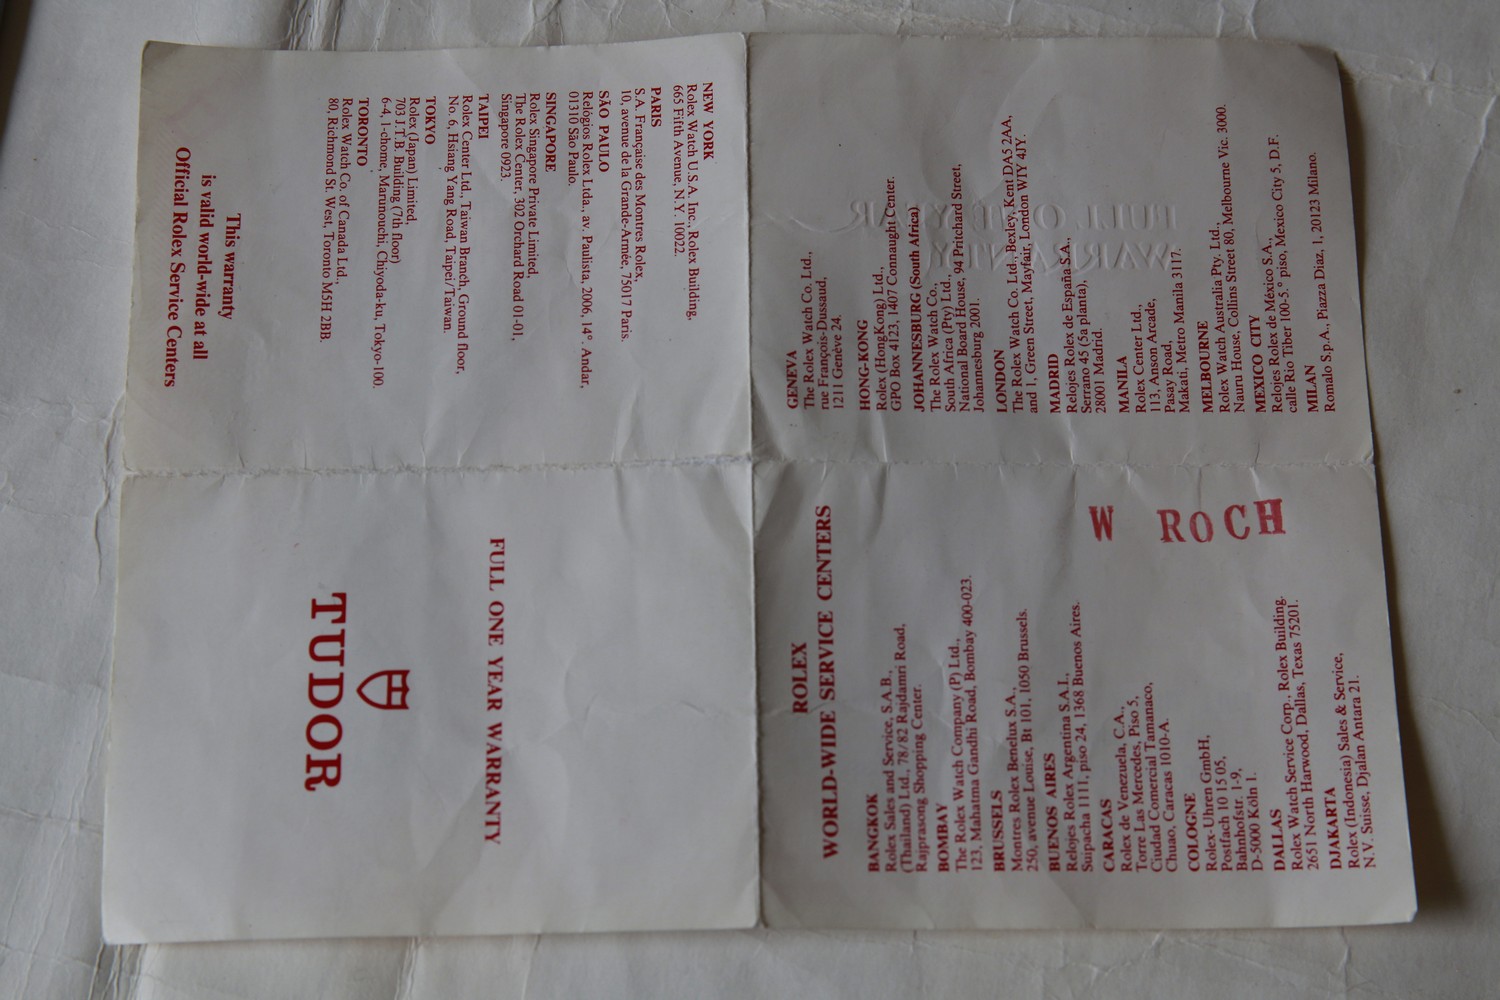 TUDOR
FULL ONE YEAR WARRANTY
ROLEX
WORLD-WIDE SERVICE CENTERS
BANGKOK
Rolex Sales and Service, S.A.B.,
(Thailand) Ltd., 78/82 Rajdamri Road,
Rajprasong Shopping Center.
BOMBAY
The Rolex Watch Company (P) Ltd.,
123, Mahatma Gandhi Road, Bombay 400-023.
BRUSSELS
Montres Rolex Benelux S.A.,
250, avenue Louise, Bt 101, 1050 Brussels.
BUENOS AIRES
Relojes Rolex Argentina S.A.I.,
Suipacha 1111, piso 24, 1368 Buenos Aires.
CARACAS
Rolex de Venezuela, C.A.,
Torre Las Mercedes, Piso 5,
Ciudad Comercial Tamanaco,
Chuao, Caracas 1010-A.
COLOGNE
Rolex-Uhren GmbH,
Postfach 10 15 05,
Bahnhofstr. 1-9,
D-5000 Köln 1.
DALLAS
Rolex Watch Service Corp., Rolex Building.
2651 North Harwood, Dallas, Texas 75201.
DJAKARTA
Rolex (Indonesia) Sales & Service,
N.V. Suisse, Djalan Antara 21.
W ROCH
GENEVA
The Rolex Watch Co. Ltd.,
rue François-Dussaud,
1211 Genève 24.
HONG-KONG
Rolex (HongKong) Ltd.,
GPO Box 4123, 1407 Connaught Center.
JOHANNESBURG (South Africa)
The Rolex Watch Co.,
South Africa (Pty) Ltd.,
National Board House, 94 Pritchard Street,
Johannesburg 2001.
LONDON
The Rolex Watch Co. Ltd., Bexley, Kent DA5 2AA,
and 1, Green Street, Mayfair, London W1Y 4JY.
MADRID
Relojes Rolex de España S.A.,
Serrano 45 (5ta planta),
28001 Madrid.
MANILA
Rolex Center Ltd.,
113, Anson Arcade,
Pasay Road,
Makati, Metro Manila 3117.
MELBOURNE
Rolex Watch Australia Pty. Ltd.,
Nauru House, Collins Street 80, Melbourne Vic. 3000.
MEXICO CITY
Relojes Rolex de México S.A.,
calle Rio Tiber 100-5.º piso, Mexico City 5, D.F.
MILAN
Romalo S.p.A., Piazza Diaz, 1, 20123 Milano.
FULL ONE YEAR
WARRANTY
NEW YORK
Rolex Watch U.S.A. Inc., Rolex Building,
665 Fifth Avenue, N.Y. 10022.
PARIS
S.A. Française des Montres Rolex,
10, avenue de la Grande-Armée, 75017 Paris.
SÃO PAULO
Relógios Rolex Ltda., av. Paulista, 2006, 14°. Andar,
01310 São Paulo.
SINGAPORE
Rolex Singapore Private Limited,
The Rolex Center, 302 Orchard Road 01-01,
Singapore 0923.
TAIPEI
Rolex Center Ltd., Taiwan Branch, Ground floor,
No. 6, Hsiang Yang Road, Taipei/Taiwan.
TOKYO
Rolex (Japan) Limited,
703 J.T.B. Building (7th floor)
6-4, 1-chome, Marunouchi, Chiyoda-ku, Tokyo-100.
TORONTO
Rolex Watch Co. of Canada Ltd.,
80, Richmond St. West, Toronto M5H 2BB.
This warranty
is valid world-wide at all
Official Rolex Service Centers